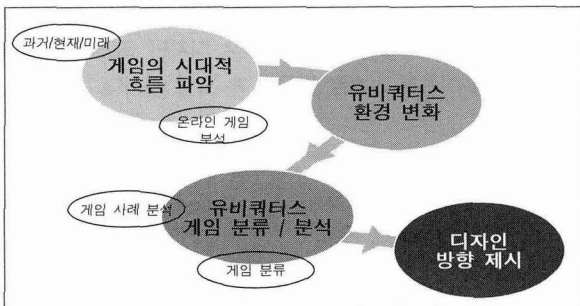 과거/현재/미래
게임의 시대적
흐름 파악
온라인 게임
분석
유비쿼터스
환경 변화
게임 사례 분석
유비쿼터스
게임 분류 / 분석
게임 분류
디자인
방향 제시